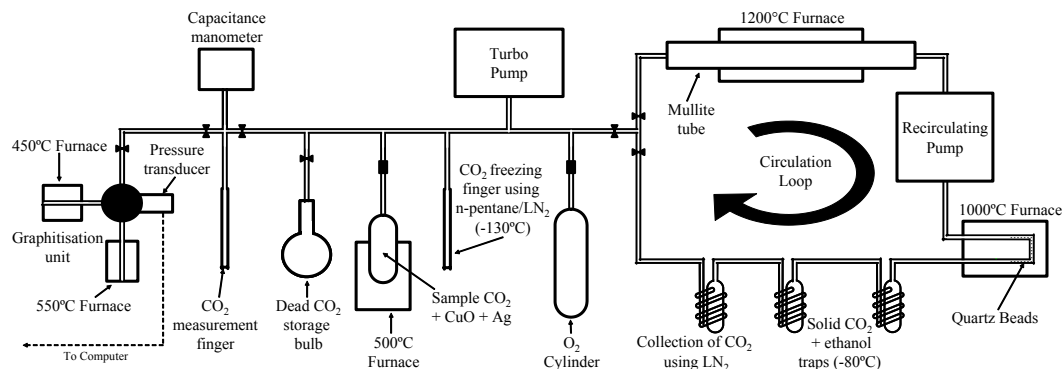 Capacitance
manometer
Turbo
Pump
1200°C Furnace
Mullite
tube
Recirculating
Pump
Circulation
Loop
450ºC Furnace
Pressure
transducer
Graphitisation
unit
550ºC Furnace
To Computer
CO2
measurement
finger
Dead CO2
storage
bulb
500ºC
Furnace
Sample CO2
+ CuO + Ag
CO2 freezing
finger using
n-pentane/LN2
(-130ºC)
O2
Cylinder
Collection of CO2
using LN2
Solid CO2
+ ethanol
traps (-80ºC)
1000ºC Furnace
Quartz Beads